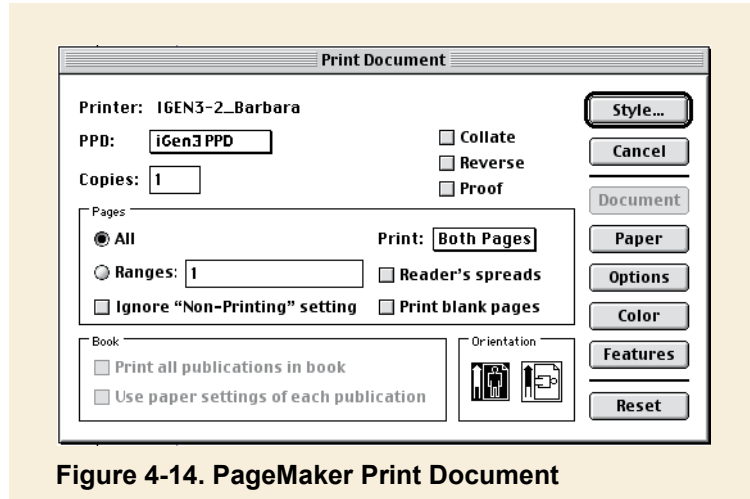 Print Document
Printer: IGEN3-2_Barbara
Style...
PPD: iGen3 PPD
Collate
Cancel
Reverse
Copies: 1
Proof
Document
Pages
All
Print: Both Pages
Paper
Ranges: 1
Reader's spreads
Options
Ignore “Non-Printing” setting
Print blank pages
Color
Book
Orientation
Features
Print all publications in book
Use paper settings of each publication
Reset
Figure 4-14. PageMaker Print Document